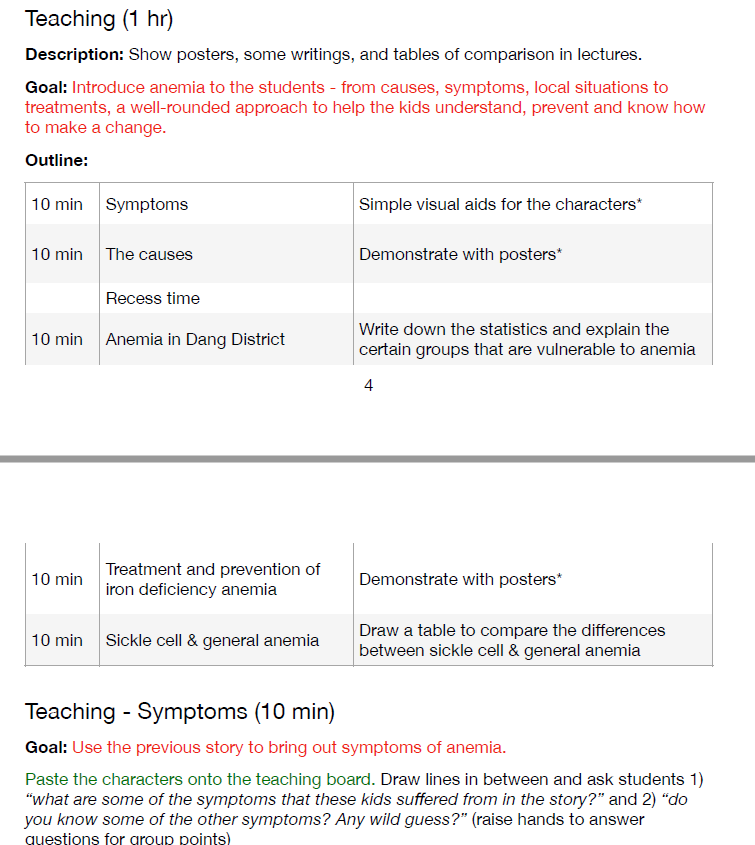 Teaching (1 hr)
Description: Show posters, some writings, and tables of comparison in lectures.
Goal: Introduce anemia to the students - from causes, symptoms, local situations to
treatments, a well-rounded approach to help the kids understand, prevent and know how
to make a change.
Outline:
10 min Symptoms Simple visual aids for the characters*
10 min The causes Demonstrate with posters*
Recess time
10 min Anemia in Dang District Write down the statistics and explain the
certain groups that are vulnerable to anemia
4
10 min Treatment and prevention of
iron deficiency anemia Demonstrate with posters*
10 min Sickle cell & general anemia Draw a table to compare the differences
between sickle cell & general anemia
Teaching - Symptoms (10 min)
Goal: Use the previous story to bring out symptoms of anemia.
Paste the characters onto the teaching board. Draw lines in between and ask students 1)
“what are some of the symptoms that these kids suffered from in the story?” and 2) “do
you know some of the other symptoms? Any wild guess?” (raise hands to answer
questions for group points)